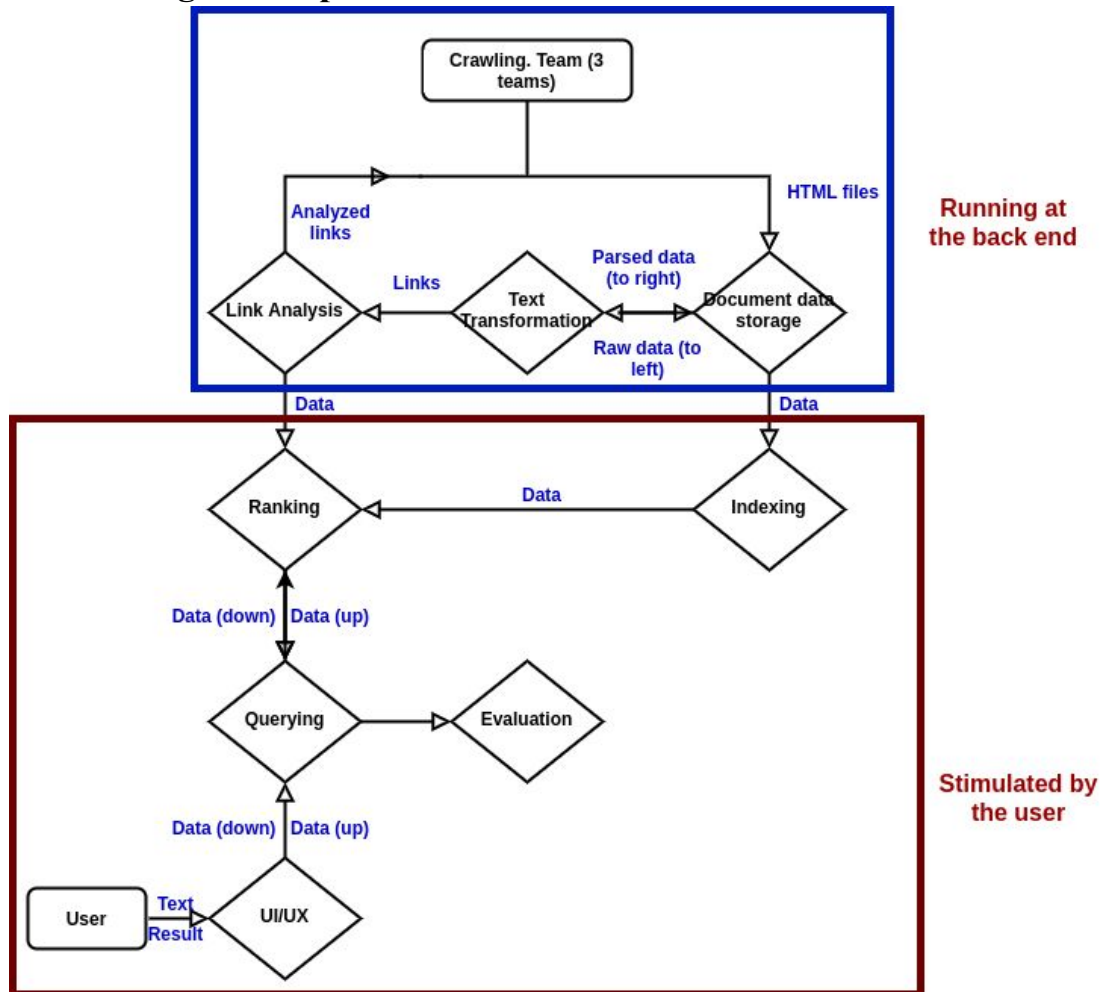 Crawling. Team (3
teams)
HTML files
Running at
the back end
Analyzed
links
Parsed data
(to right)
Links
Link Analysis
Text
Transformation
Document data
storage
Raw data (to
left)
Data
Data
Ranking
Data
Indexing
Data (down)
Data (up)
Querying
Evaluation
Stimulated by
the user
Data (down)
Data (up)
User
Text
Result
UI/UX